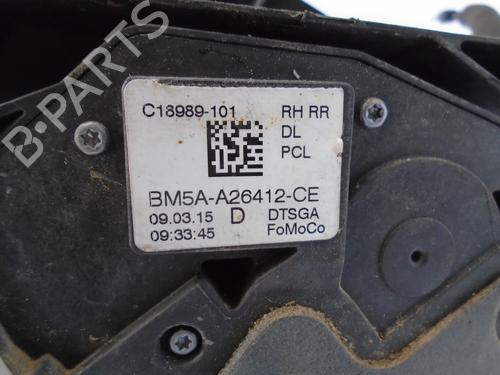 C18989-101 RH RR
DL
PCL
BM5A-A26412-CE
09.03.15 D DTSGA
09:33:45 FoMoCo
B-PARTS